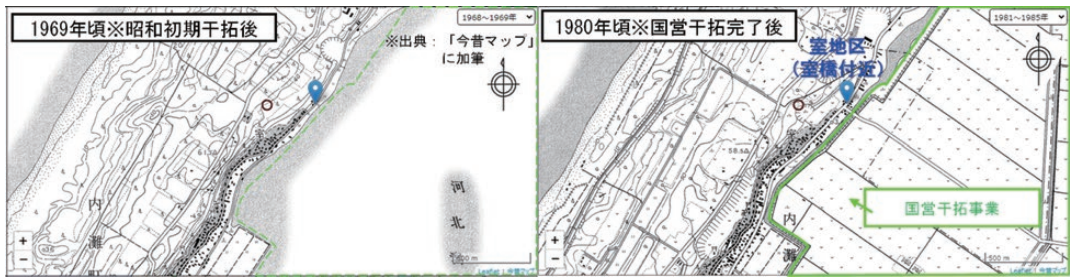 1969年頃※昭和初期干拓後
1968~1969年
※出典:「今昔マップ」
に加筆
内
灘
町
河
北
500 m
+
−
1980年頃※国営干拓完了後
1981~1985年
室地区
(室橋付近)
国営干拓事業
内
灘
500 m
+
−